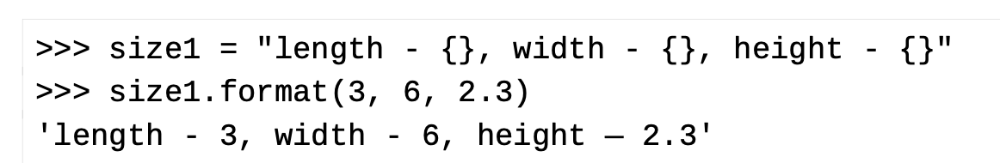 >>> size1 = "length - {}, width - {}, height - {}"
>>> size1.format(3, 6, 2.3)
'length - 3, width - 6, height – 2.3'